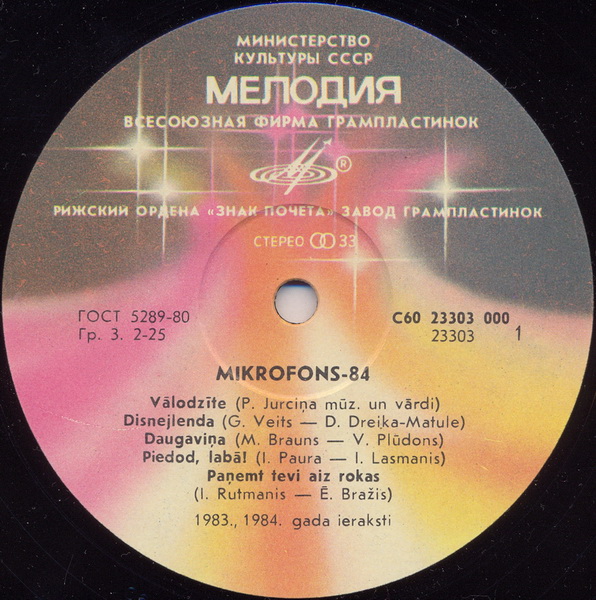 МИНИСТЕРСТВО
КУЛЬТУРЫ СССР
МЕЛОДИЯ
ВСЕСОЮЗНАЯ ФИРМА ГРАМПЛАСТИНОК
®
РИЖСКИЙ ОРДЕНА «ЗНАК ПОЧЕТА» ЗАВОД ГРАМПЛАСТИНОК
СТЕРЕО 33
ГОСТ 5289-80 С60 23303 000
Гр. 3. 2-25 23303 1
MIKROFONS-84
Vālodzīte (P. Jurciņa mūz. un vārdi)
Disnejlenda (G. Veits — D. Dreiķa-Matule)
Daugaviņa (M. Brauns — V. Plūdons)
Piedod, labā! (I. Paura — I. Lasmanis)
Paņemt tevi aiz rokas
(I. Rutmanis — Ē. Bražis)
1983., 1984. gada ieraksti